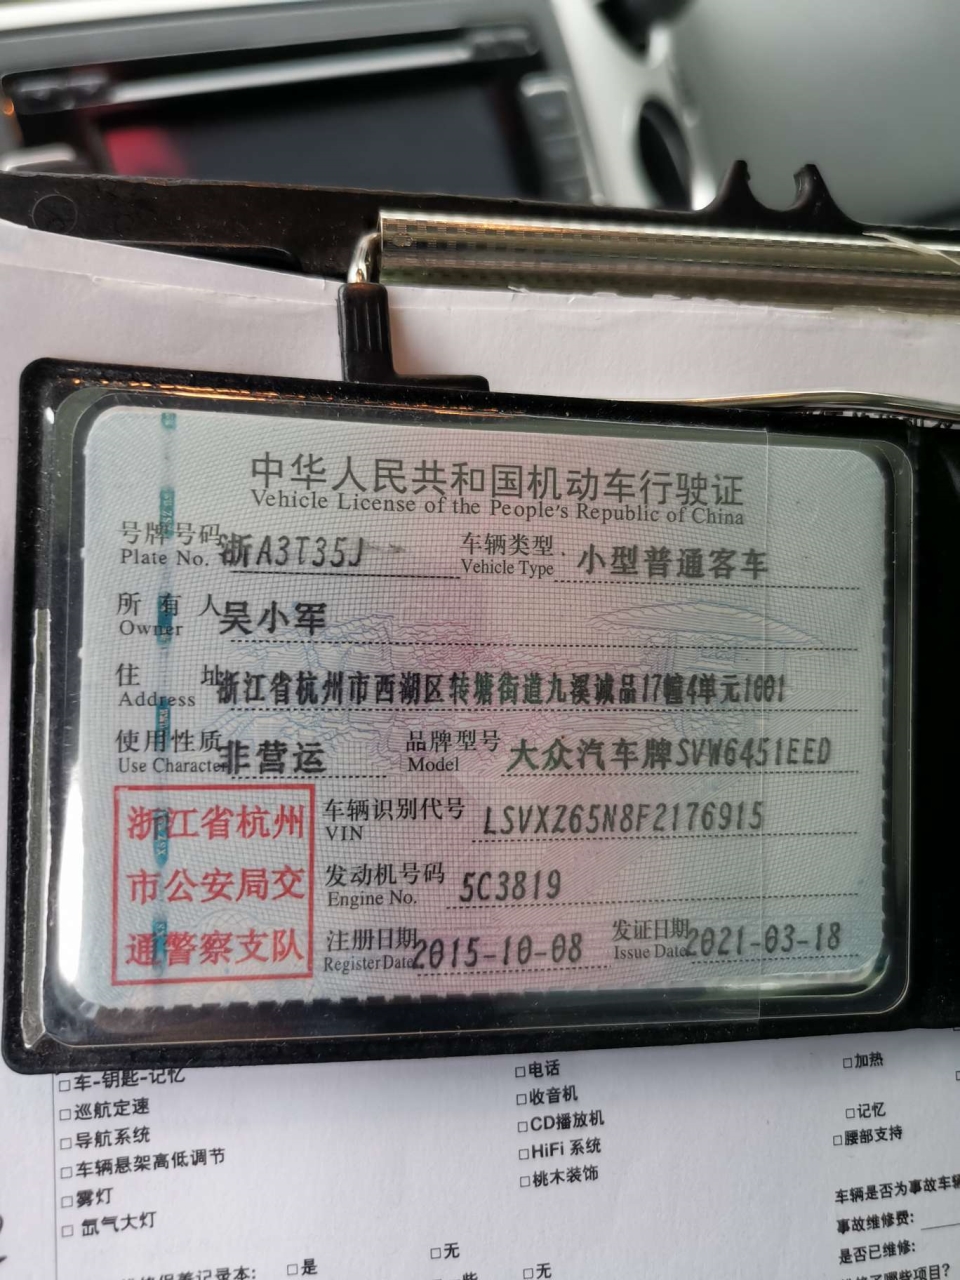 中华人民共和国机动车行驶证
Vehicle License of the People's Republic of China
号牌号码 浙A3T35J 车辆类型 小型普通客车
Plate No. Vehicle Type
所有人 吴小军
Owner
住址 浙江省杭州市西湖区转塘街道九溪诚品17幢4单元1001
Address
使用性质 非营运 品牌型号 大众汽车牌SVW6451EED
Use Character Model
浙江省杭州
市公安局交
通警察支队
车辆识别代号 LSVXZ65N8F2176915
VIN
发动机号码 5C3819
Engine No.
注册日期 2015-10-08 发证日期 2021-03-18
Register Date Issue Date
□车-钥匙-记忆 □电话 □加热
□巡航定速 □收音机 □记忆
□导航系统 □CD播放机 □腰部支持
□车辆悬架高低调节 □HiFi 系统
□雾灯 □桃木装饰 车辆是否为事故车辆
□氙气大灯 事故维修费:
□无 是否已维修:
保养记录本: □是 □无 哪些项目?